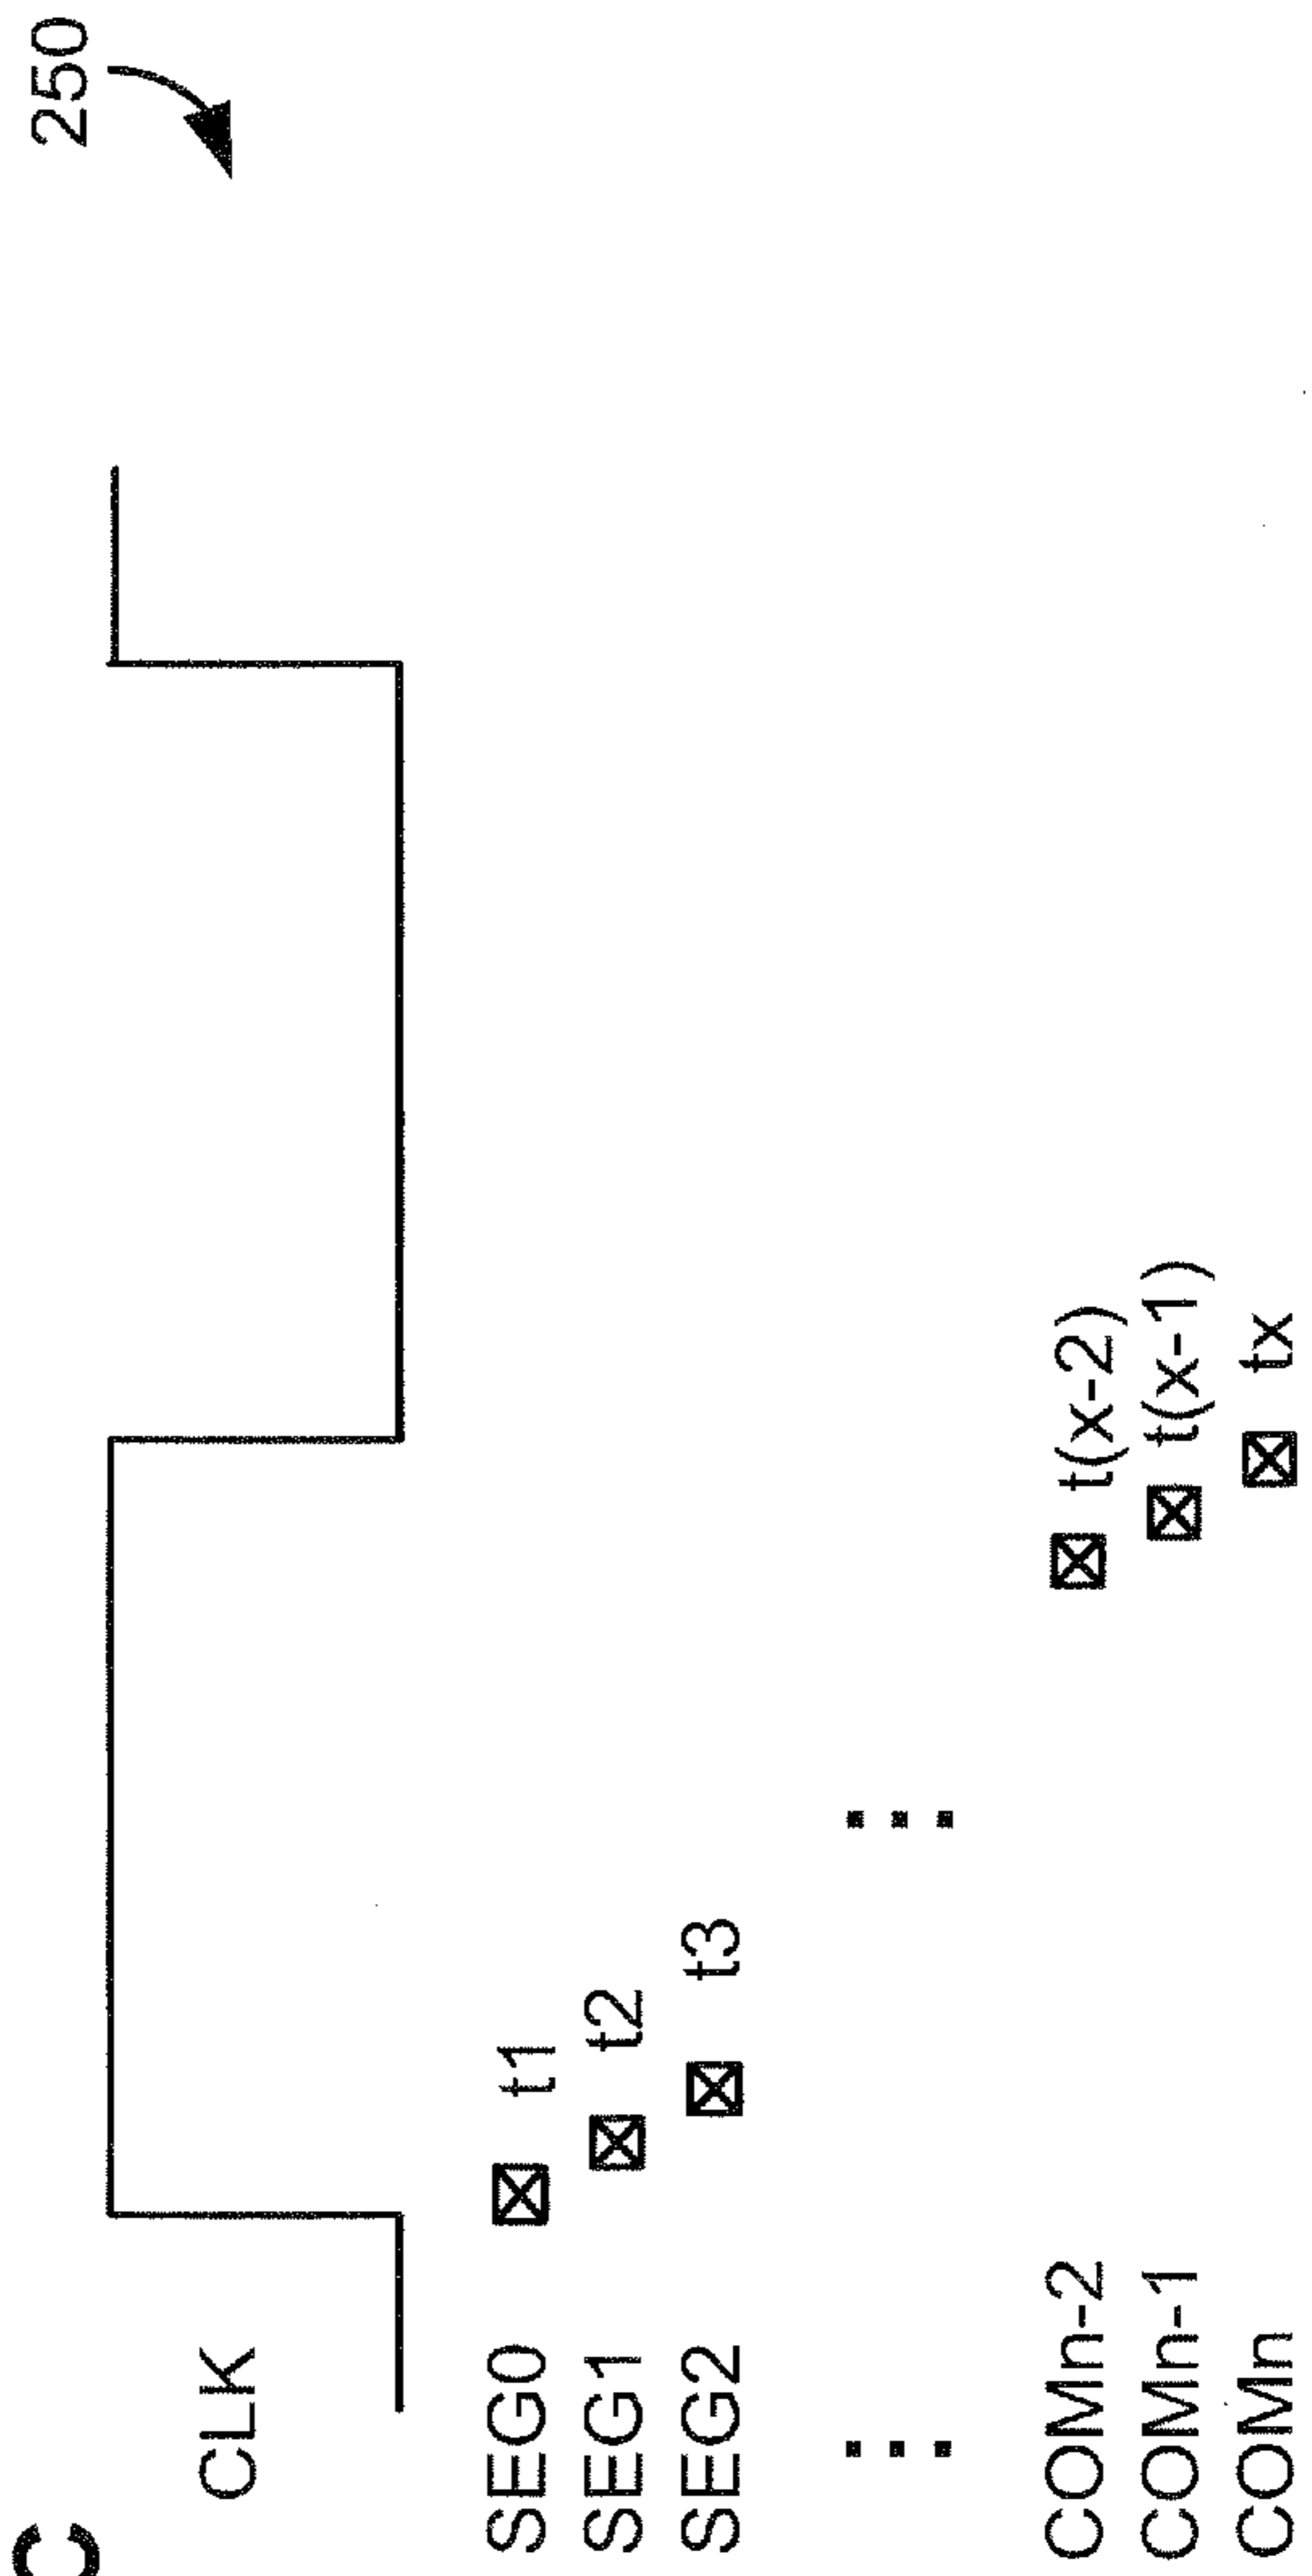 C
250
CLK
SEG0 t1
SEG1 t2
SEG2 t3
COMn-2 t(x-2)
COMn-1 t(x-1)
COMn tx